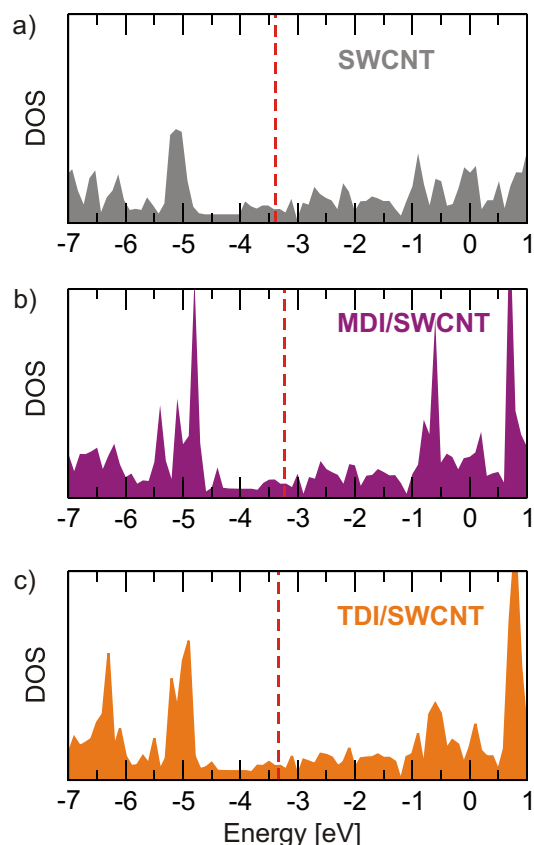 a)
SWCNT
DOS
-7 -6 -5 -4 -3 -2 -1 0 1
b)
MDI/SWCNT
DOS
-7 -6 -5 -4 -3 -2 -1 0 1
c)
TDI/SWCNT
DOS
-7 -6 -5 -4 -3 -2 -1 0 1
Energy [eV]